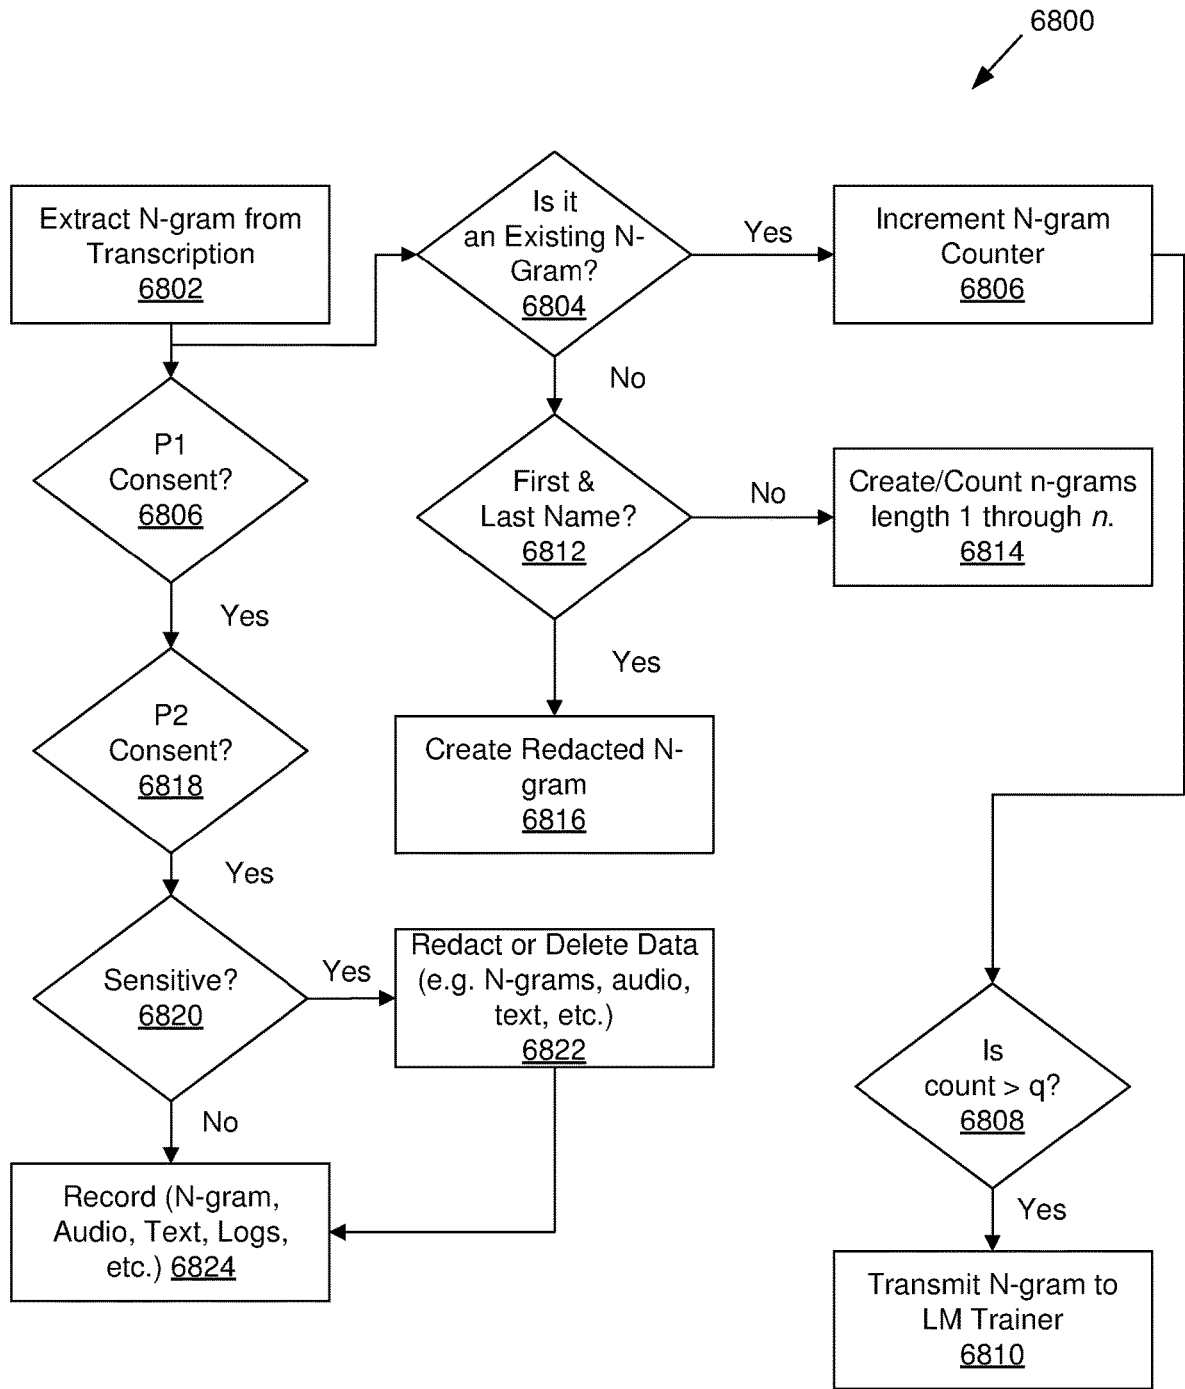 6800
Extract N-gram from
Transcription
6802
Is it
an Existing N-
Gram?
6804
Yes
Increment N-gram
Counter
6806
No
P1
Consent?
6806
First &
Last Name?
6812
No
Create/Count n-grams
length 1 through n.
6814
Yes
Yes
P2
Consent?
6818
Create Redacted N-
gram
6816
Yes
Sensitive?
6820
Yes
Redact or Delete Data
(e.g. N-grams, audio,
text, etc.)
6822
No
Is
count > q?
6808
Yes
Record (N-gram,
Audio, Text, Logs,
etc.) 6824
Transmit N-gram to
LM Trainer
6810